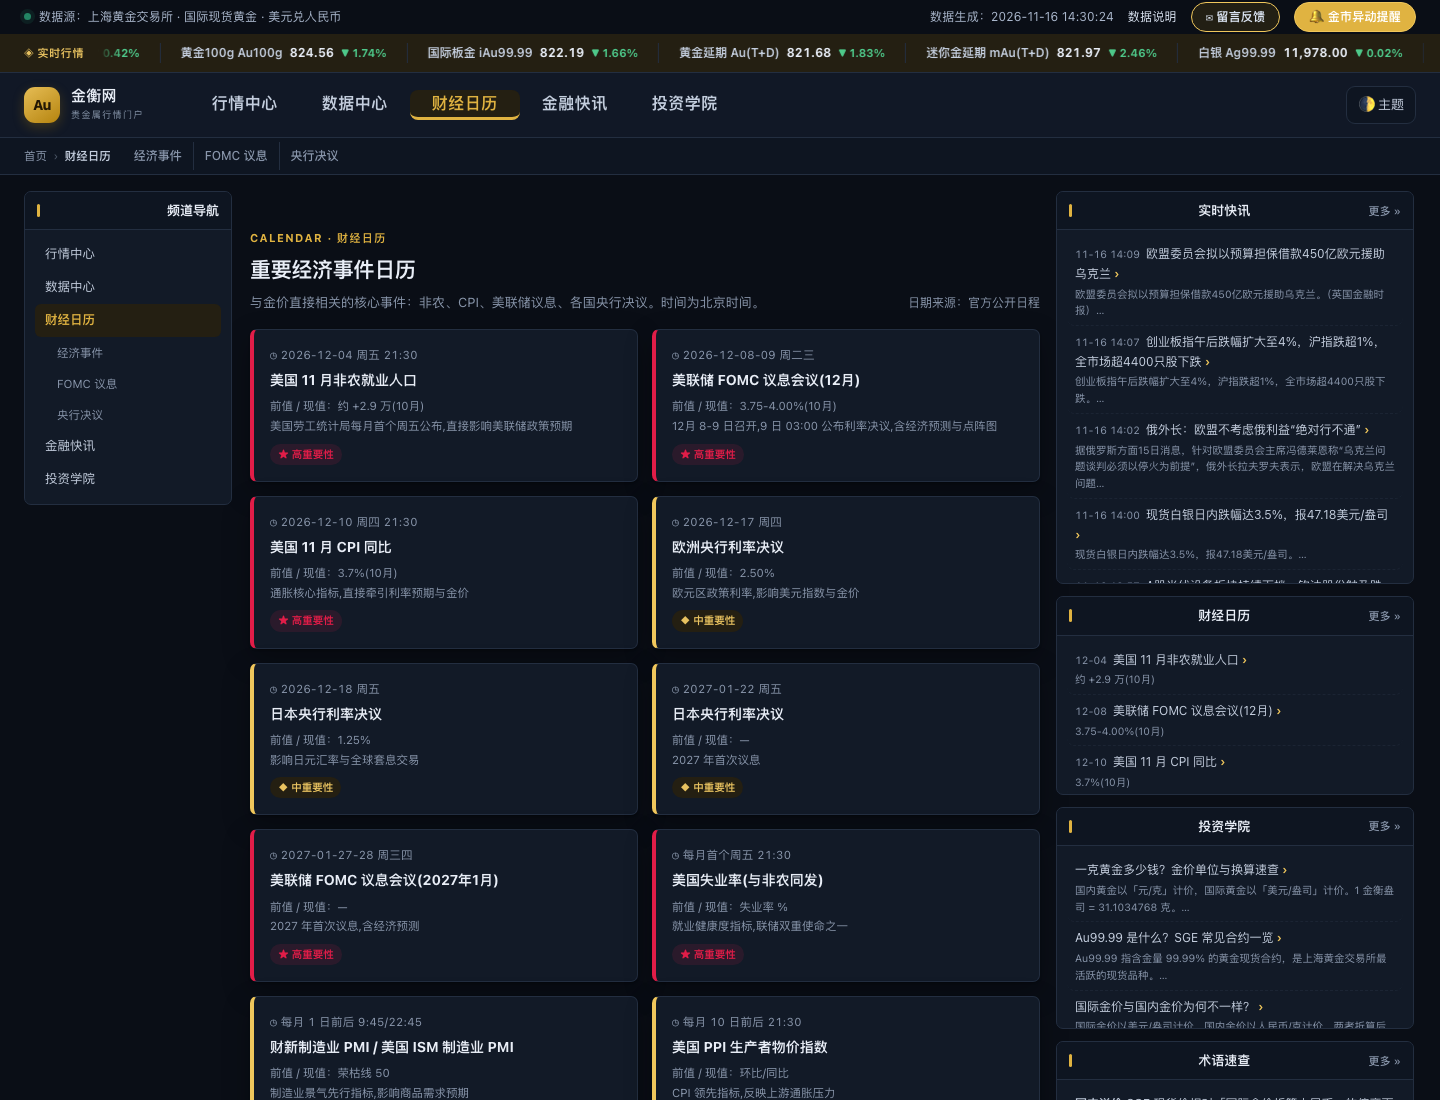 数据源：上海黄金交易所 · 国际现货黄金 · 美元兑人民币
数据生成：2026-11-16 14:30:24 数据说明 ✉ 留言反馈 🔔 金市异动提醒
◈ 实时行情 0.42% 黄金100g Au100g 824.56 ▼ 1.74% 国际板金 iAu99.99 822.19 ▼ 1.66% 黄金延期 Au(T+D) 821.68 ▼ 1.83% 迷你金延期 mAu(T+D) 821.97 ▼ 2.46% 白银 Ag99.99 11,978.00 ▼ 0.02%
Au 金衡网
贵金属行情门户
行情中心 数据中心 财经日历 金融快讯 投资学院
🌓 主题
首页 › 财经日历 经济事件 FOMC 议息 央行决议
频道导航
行情中心
数据中心
财经日历
经济事件
FOMC 议息
央行决议
金融快讯
投资学院
CALENDAR · 财经日历
重要经济事件日历
与金价直接相关的核心事件：非农、CPI、美联储议息、各国央行决议。时间为北京时间。
日期来源：官方公开日程
◷ 2026-12-04 周五 21:30
美国 11 月非农就业人口
前值 / 现值：约 +2.9 万(10月)
美国劳工统计局每月首个周五公布,直接影响美联储政策预期
★ 高重要性
◷ 2026-12-08-09 周二三
美联储 FOMC 议息会议(12月)
前值 / 现值：3.75-4.00%(10月)
12月 8-9 日召开,9 日 03:00 公布利率决议,含经济预测与点阵图
★ 高重要性
◷ 2026-12-10 周四 21:30
美国 11 月 CPI 同比
前值 / 现值：3.7%(10月)
通胀核心指标,直接牵引利率预期与金价
★ 高重要性
◷ 2026-12-17 周四
欧洲央行利率决议
前值 / 现值：2.50%
欧元区政策利率,影响美元指数与金价
◆ 中重要性
◷ 2026-12-18 周五
日本央行利率决议
前值 / 现值：1.25%
影响日元汇率与全球套息交易
◆ 中重要性
◷ 2027-01-22 周五
日本央行利率决议
前值 / 现值：—
2027 年首次议息
◆ 中重要性
◷ 2027-01-27-28 周三四
美联储 FOMC 议息会议(2027年1月)
前值 / 现值：—
2027 年首次议息,含经济预测
★ 高重要性
◷ 每月首个周五 21:30
美国失业率(与非农同发)
前值 / 现值：失业率 %
就业健康度指标,联储双重使命之一
★ 高重要性
◷ 每月 1 日前后 9:45/22:45
财新制造业 PMI / 美国 ISM 制造业 PMI
前值 / 现值：荣枯线 50
制造业景气先行指标,影响商品需求预期
◷ 每月 10 日前后 21:30
美国 PPI 生产者物价指数
前值 / 现值：环比/同比
CPI 领先指标,反映上游通胀压力
实时快讯 更多 »
11-16 14:09 欧盟委员会拟以预算担保借款450亿欧元援助
乌克兰 ›
欧盟委员会拟以预算担保借款450亿欧元援助乌克兰。（英国金融时
报）...
11-16 14:07 创业板指午后跌幅扩大至4%，沪指跌超1%，
全市场超4400只股下跌 ›
创业板指午后跌幅扩大至4%，沪指跌超1%，全市场超4400只股下
跌。...
11-16 14:02 俄外长：欧盟不考虑俄利益“绝对行不通” ›
据俄罗斯方面15日消息，针对欧盟委员会主席冯德莱恩称“乌克兰问
题谈判必须以停火为前提”，俄外长拉夫罗夫表示，欧盟在解决乌克兰
问题...
11-16 14:00 现货白银日内跌幅达3.5%，报47.18美元/盎司
›
现货白银日内跌幅达3.5%，报47.18美元/盎司。...
财经日历 更多 »
12-04 美国 11 月非农就业人口 ›
约 +2.9 万(10月)
12-08 美联储 FOMC 议息会议(12月) ›
3.75-4.00%(10月)
12-10 美国 11 月 CPI 同比 ›
3.7%(10月)
投资学院 更多 »
一克黄金多少钱？金价单位与换算速查 ›
国内黄金以「元/克」计价，国际黄金以「美元/盎司」计价。1 金衡盎
司 = 31.1034768 克。...
Au99.99 是什么？SGE 常见合约一览 ›
Au99.99 指含金量 99.99% 的黄金现货合约，是上海黄金交易所最
活跃的现货品种。...
国际金价与国内金价为何不一样？ ›
国际金价以美元/盎司计价，国内金价以人民币/克计价，两者折算后
术语速查 更多 »